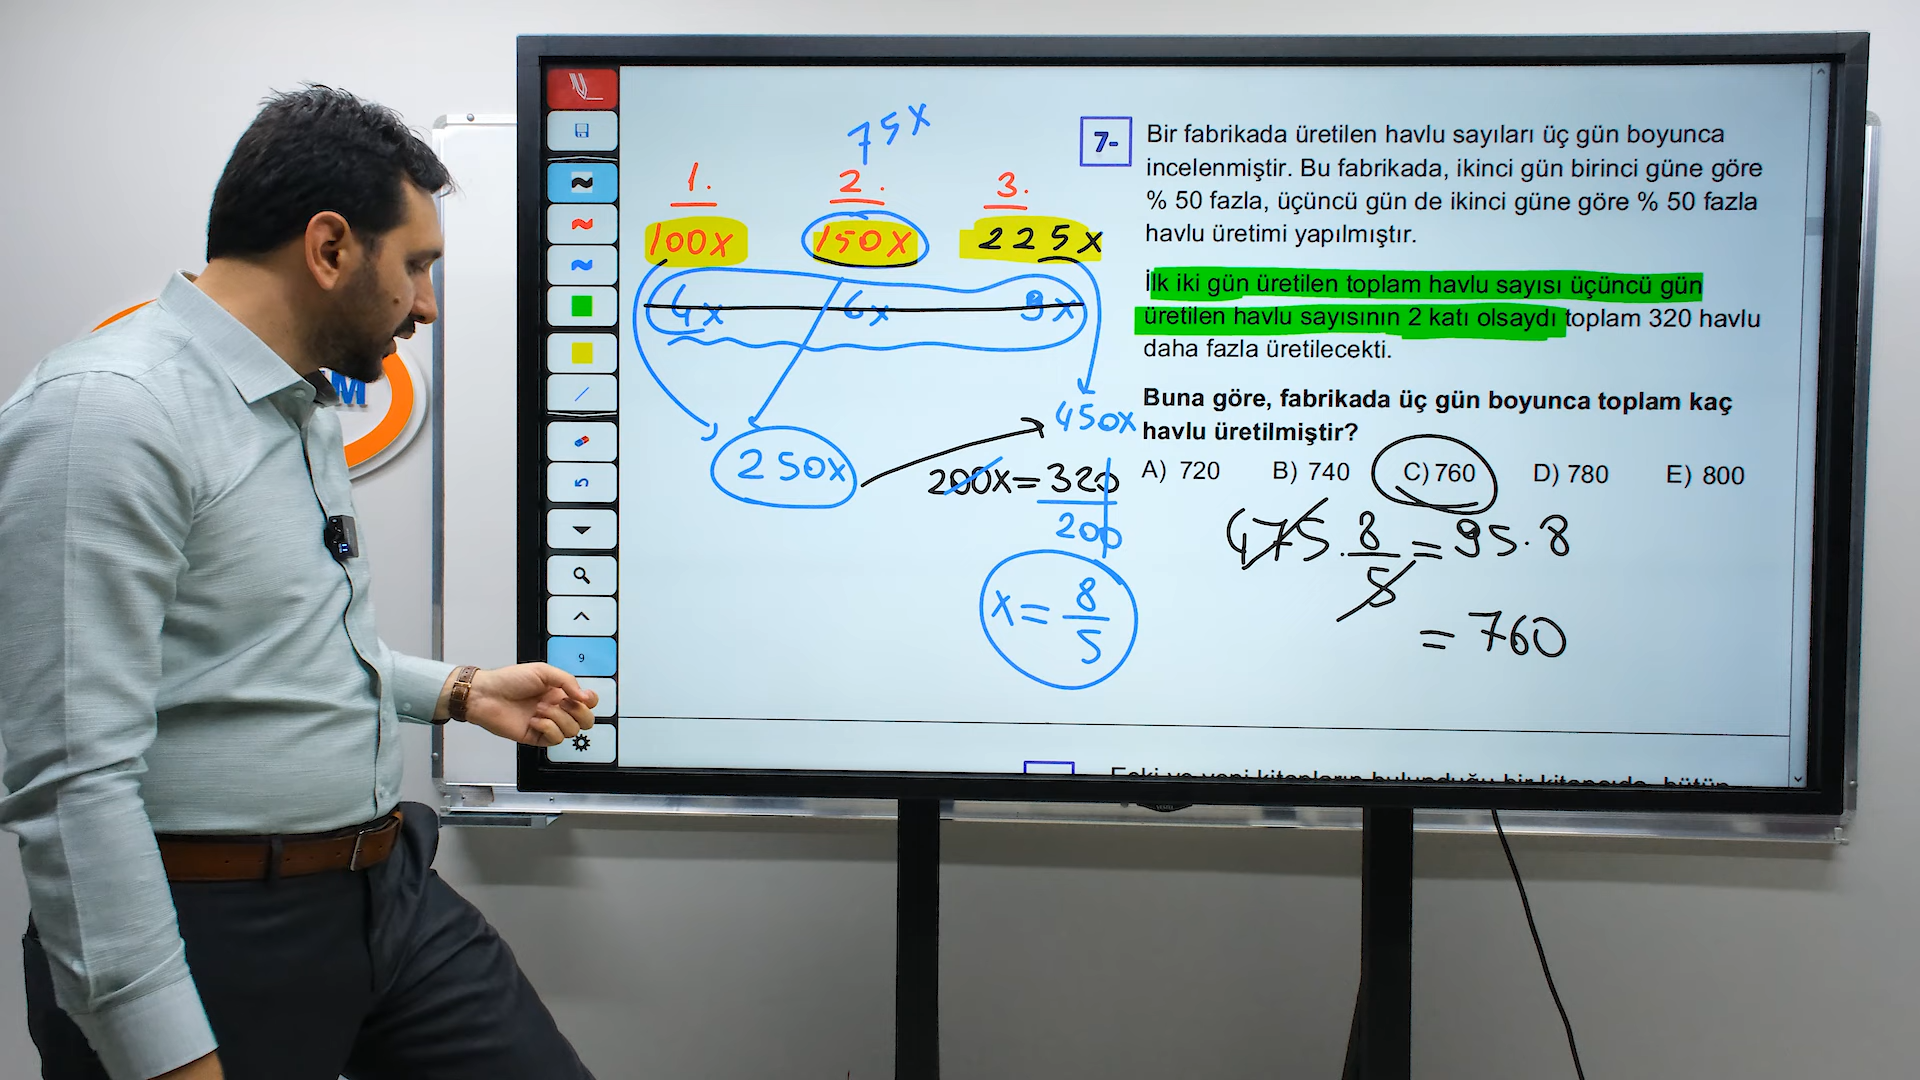 75x
1. 2. 3.
100x 150x 225x
4x 6x 9x
450x
250x
200x=320
200
x=8
5
7-
Bir fabrikada üretilen havlu sayıları üç gün boyunca
incelenmiştir. Bu fabrikada, ikinci gün birinci güne göre
% 50 fazla, üçüncü gün de ikinci güne göre % 50 fazla
havlu üretimi yapılmıştır.
İlk iki gün üretilen toplam havlu sayısı üçüncü gün
üretilen havlu sayısının 2 katı olsaydı toplam 320 havlu
daha fazla üretilecekti.
Buna göre, fabrikada üç gün boyunca toplam kaç
havlu üretilmiştir?
A) 720 B) 740 C) 760 D) 780 E) 800
475.8=95.8
5
=760
Eski ve yeni kitapların bulunduğu bir kitapçıda, bütün
9
M